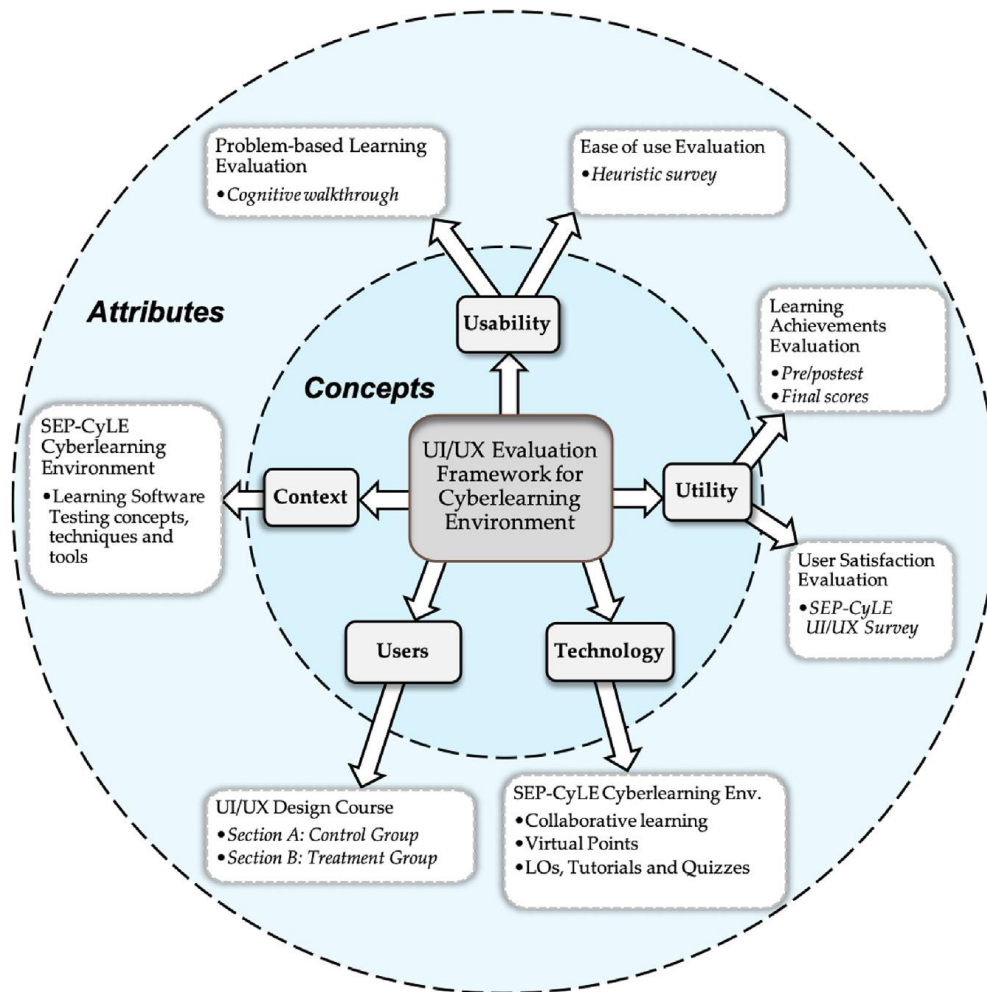 Problem-based Learning
Evaluation
•Cognitive walkthrough
Ease of use Evaluation
•Heuristic survey
Attributes
Usability
Learning
Achievements
Evaluation
•Pre/postest
•Final scores
Concepts
SEP-CyLE
Cyberlearning
Environment
•Learning Software
Testing concepts,
techniques and
tools
Context
UI/UX Evaluation
Framework for
Cyberlearning
Environment
Utility
User Satisfaction
Evaluation
•SEP-CyLE
UI/UX Survey
Users
Technology
UI/UX Design Course
•Section A: Control Group
•Section B: Treatment Group
SEP-CyLE Cyberlearning Env.
•Collaborative learning
•Virtual Points
•LOs, Tutorials and Quizzes